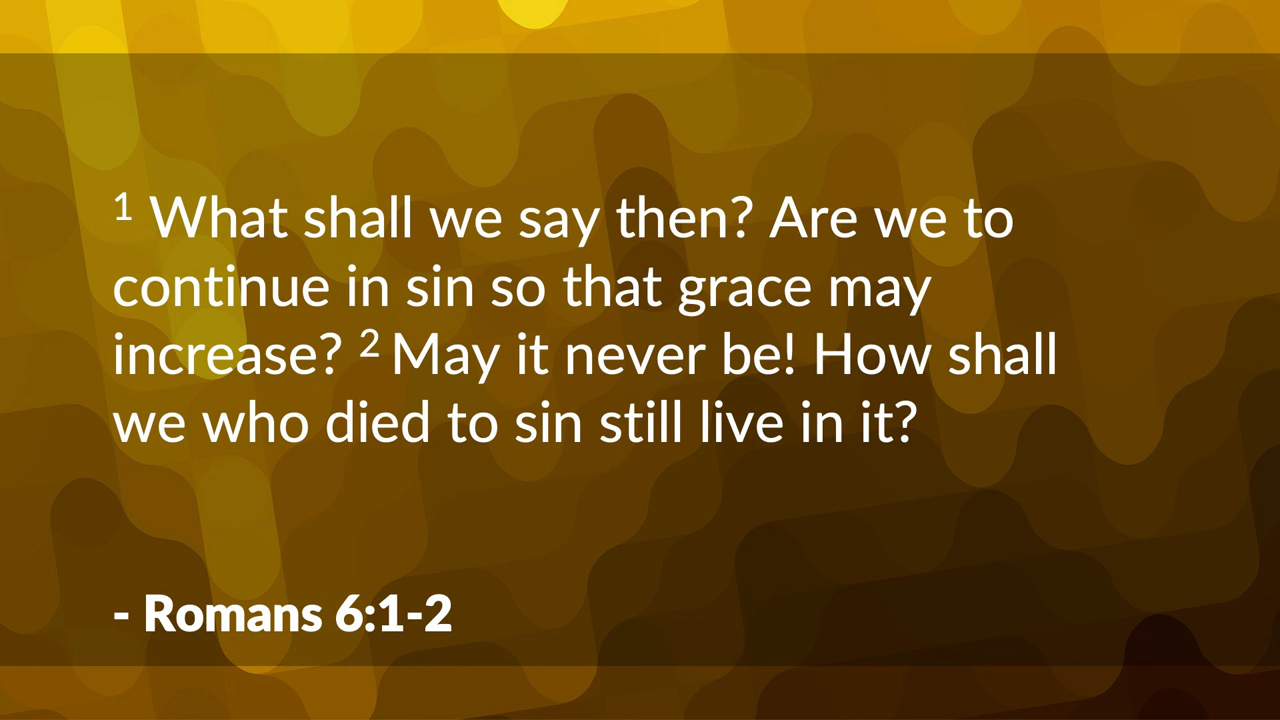 1 What shall we say then? Are we to
continue in sin so that grace may
increase? 2 May it never be! How shall
we who died to sin still live in it?
- Romans 6:1-2